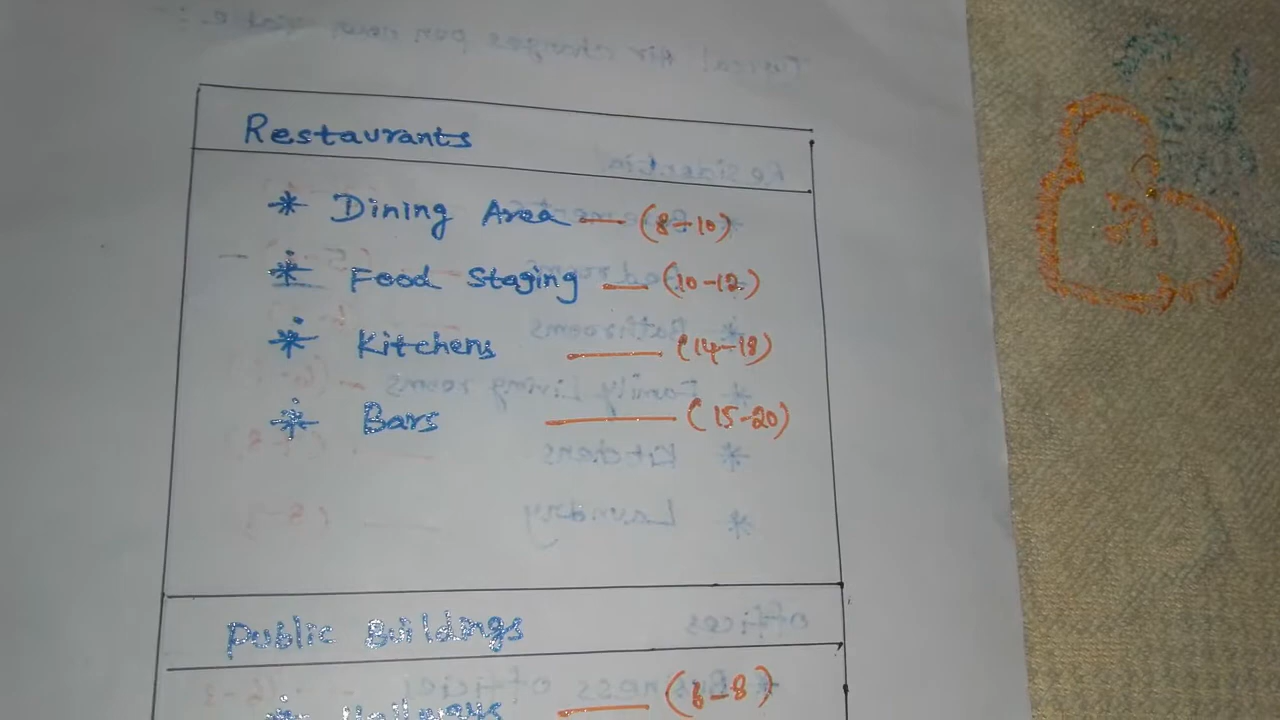 Restaurants
* Dining Area — (8-10)
* Food Staging — (10-12)
* Kitchens — (14-18)
* Bars — (15-20)
Public Buildings
* Hallways — (6-8)